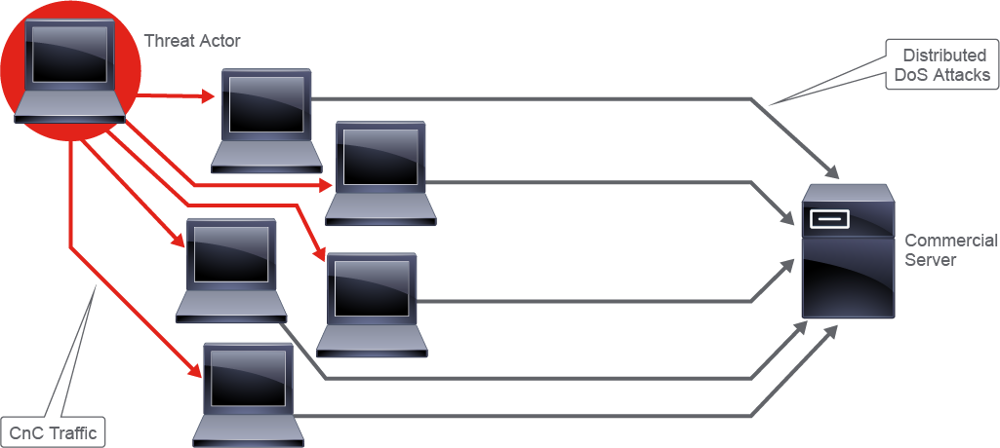 Threat Actor
Distributed
DoS Attacks
Commercial
Server
CnC Traffic